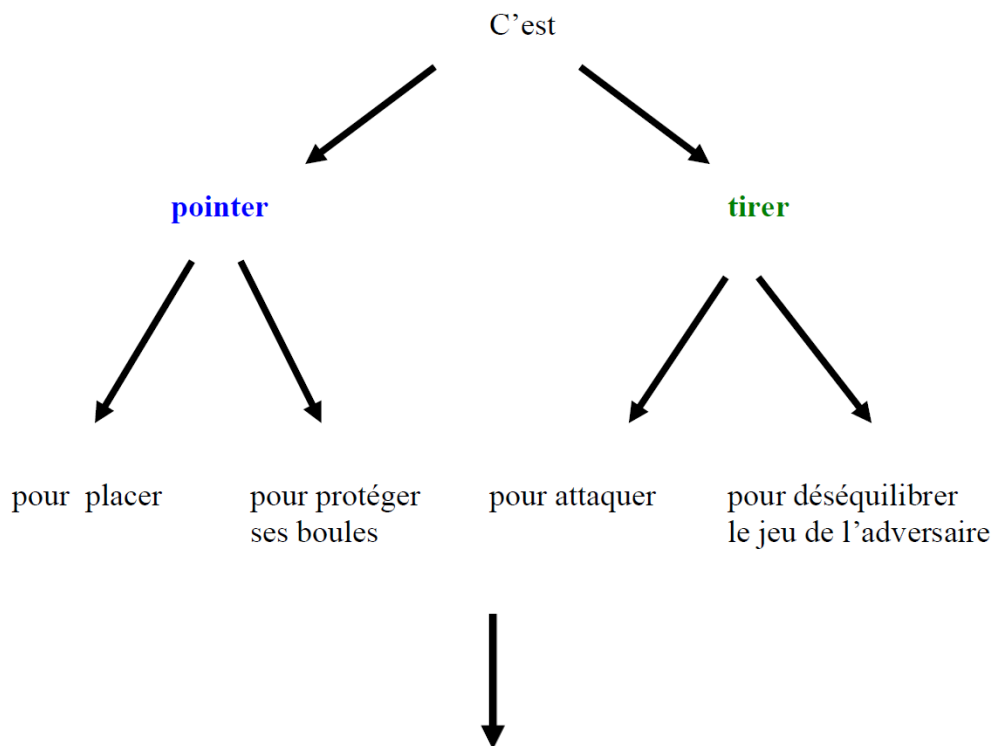 C’est
pointer
tirer
pour placer
pour protéger
ses boules
pour attaquer
pour déséquilibrer
le jeu de l’adversaire